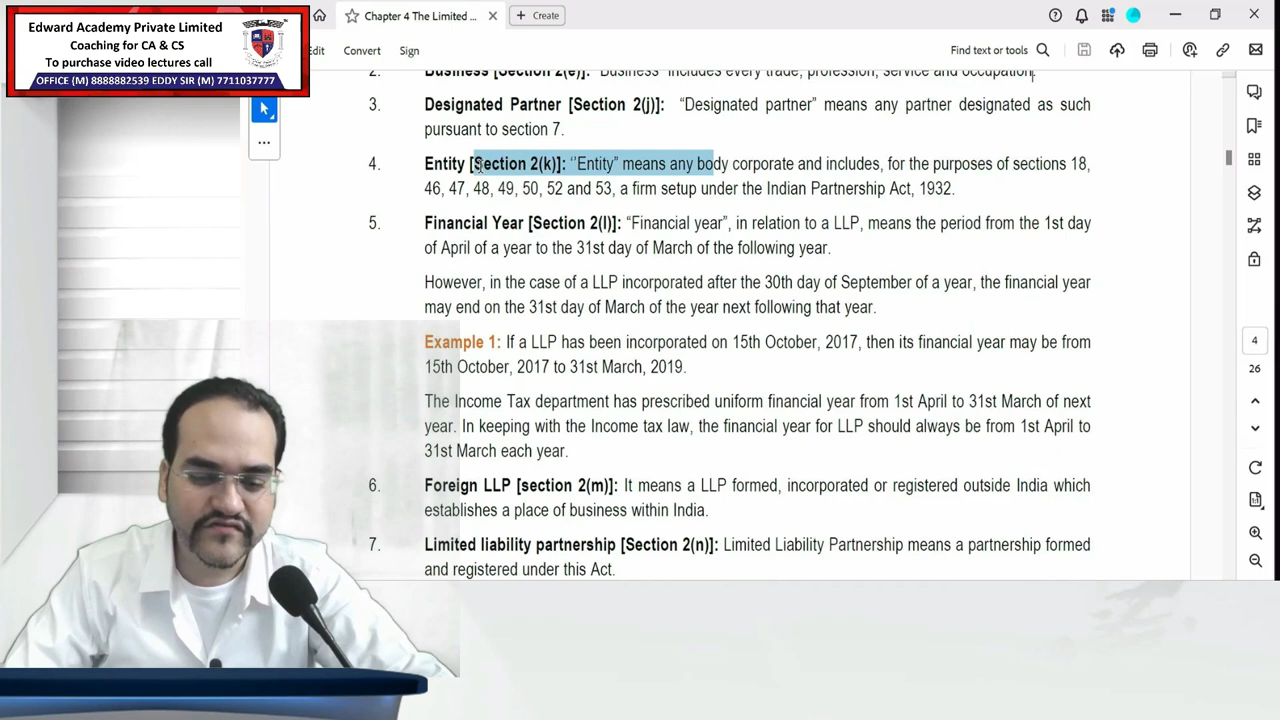 Edward Academy Private Limited
Coaching for CA & CS
To purchase video lectures call
OFFICE (M) 8888882539 EDDY SIR (M) 7711037777
Chapter 4 The Limited ...
Create
Edit
Convert
Sign
Find text or tools
2. Business [Section 2(e)]: "Business" includes every trade, profession, service and occupation.
3. Designated Partner [Section 2(j)]: “Designated partner” means any partner designated as such
pursuant to section 7.
4. Entity [Section 2(k)]: ‘’Entity” means any body corporate and includes, for the purposes of sections 18,
46, 47, 48, 49, 50, 52 and 53, a firm setup under the Indian Partnership Act, 1932.
5. Financial Year [Section 2(l)]: “Financial year”, in relation to a LLP, means the period from the 1st day
of April of a year to the 31st day of March of the following year.
However, in the case of a LLP incorporated after the 30th day of September of a year, the financial year
may end on the 31st day of March of the year next following that year.
Example 1: If a LLP has been incorporated on 15th October, 2017, then its financial year may be from
15th October, 2017 to 31st March, 2019.
The Income Tax department has prescribed uniform financial year from 1st April to 31st March of next
year. In keeping with the Income tax law, the financial year for LLP should always be from 1st April to
31st March each year.
6. Foreign LLP [section 2(m)]: It means a LLP formed, incorporated or registered outside India which
establishes a place of business within India.
7. Limited liability partnership [Section 2(n)]: Limited Liability Partnership means a partnership formed
and registered under this Act.
4
26